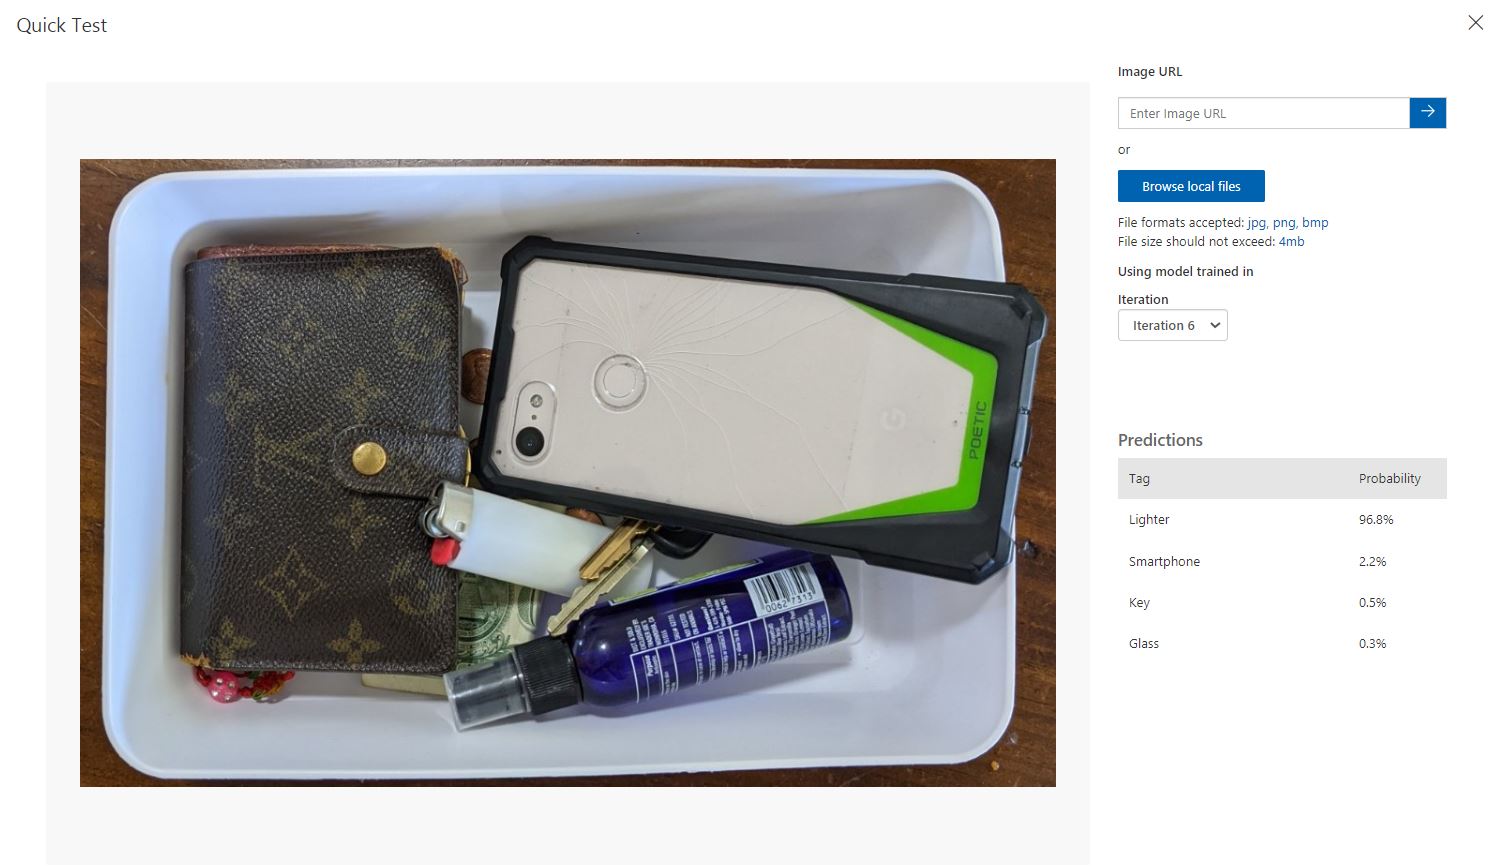 Quick Test
Image URL
Enter Image URL
or
Browse local files
File formats accepted: jpg, png, bmp
File size should not exceed: 4mb
Using model trained in
Iteration
Iteration 6
Predictions
Tag Probability
Lighter 96.8%
Smartphone 2.2%
Key 0.5%
Glass 0.3%
POETIC
G
0062 7313
Purpose